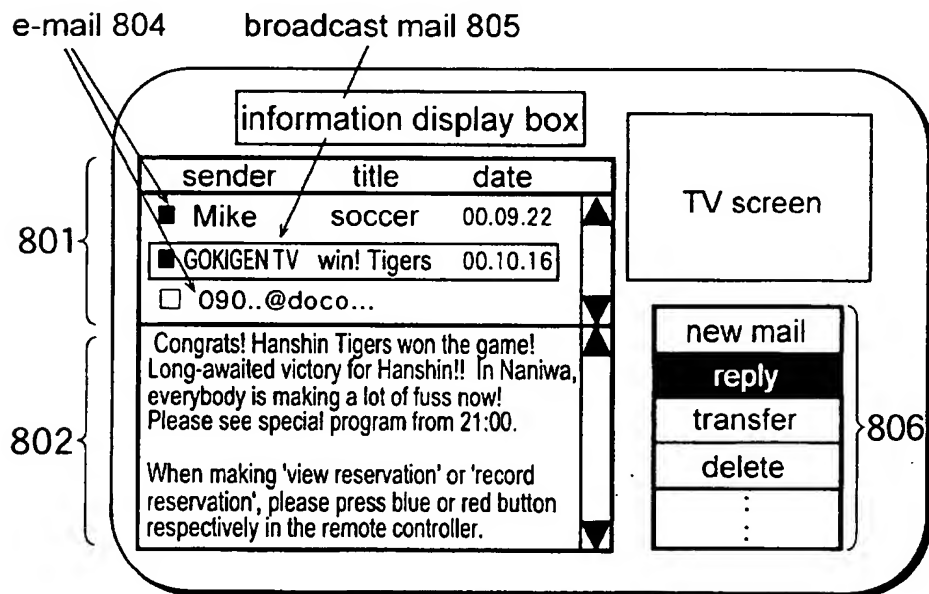 e-mail 804
broadcast mail 805
information display box
sender title date
Mike soccer 00.09.22
GOKIGEN TV win! Tigers 00.10.16
090..@doco...
801
Congrats! Hanshin Tigers won the game!
Long-awaited victory for Hanshin!! In Naniwa,
everybody is making a lot of fuss now!
Please see special program from 21:00.
When making 'view reservation' or 'record
reservation', please press blue or red button
respectively in the remote controller.
802
TV screen
new mail
reply
transfer
delete
806